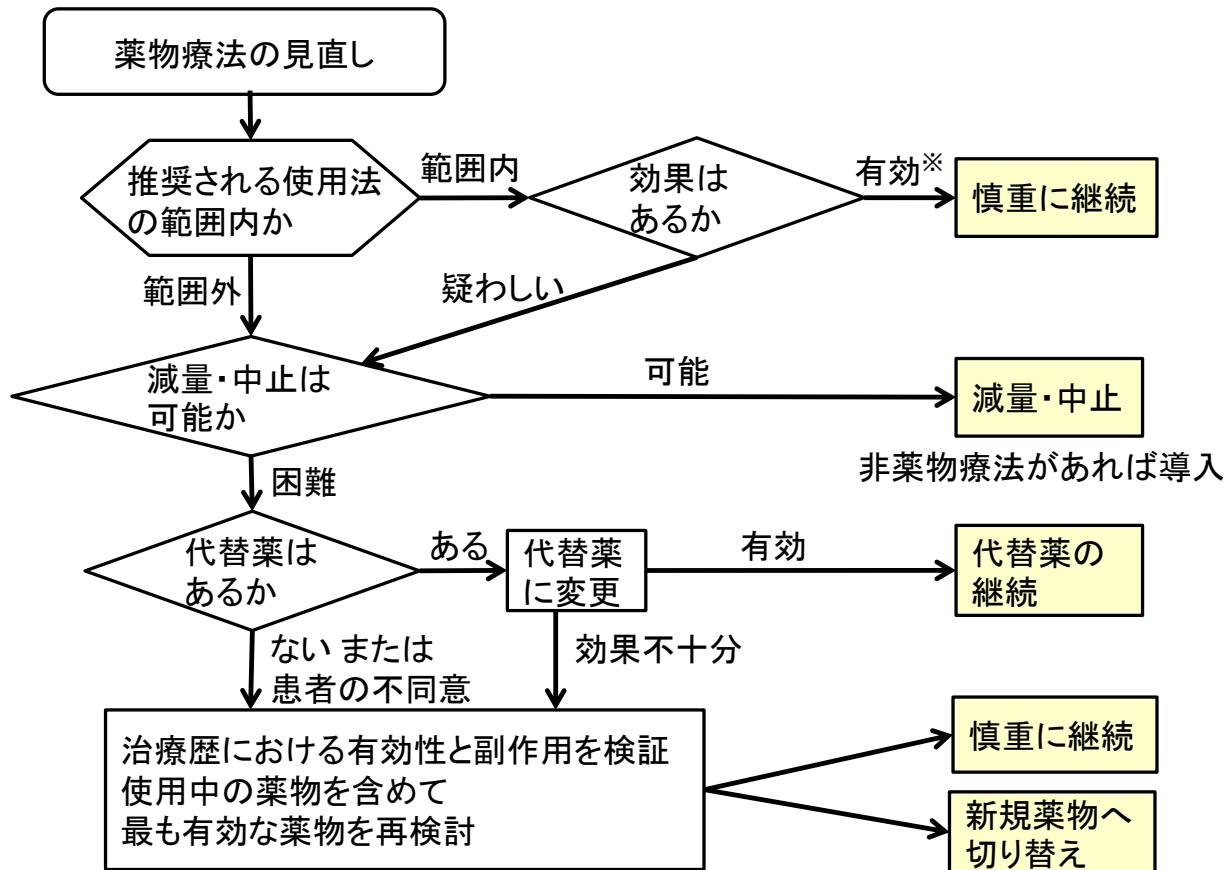 薬物療法の見直し
推奨される使用法
の範囲内か
範囲内
効果は
あるか
有効※
慎重に継続
範囲外
疑わしい
減量・中止は
可能か
可能
減量・中止
非薬物療法があれば導入
困難
代替薬は
あるか
ある
代替薬
に変更
有効
代替薬の
継続
ない または
患者の不同意
効果不十分
治療歴における有効性と副作用を検証
使用中の薬物を含めて
最も有効な薬物を再検討
慎重に継続
新規薬物へ
切り替え